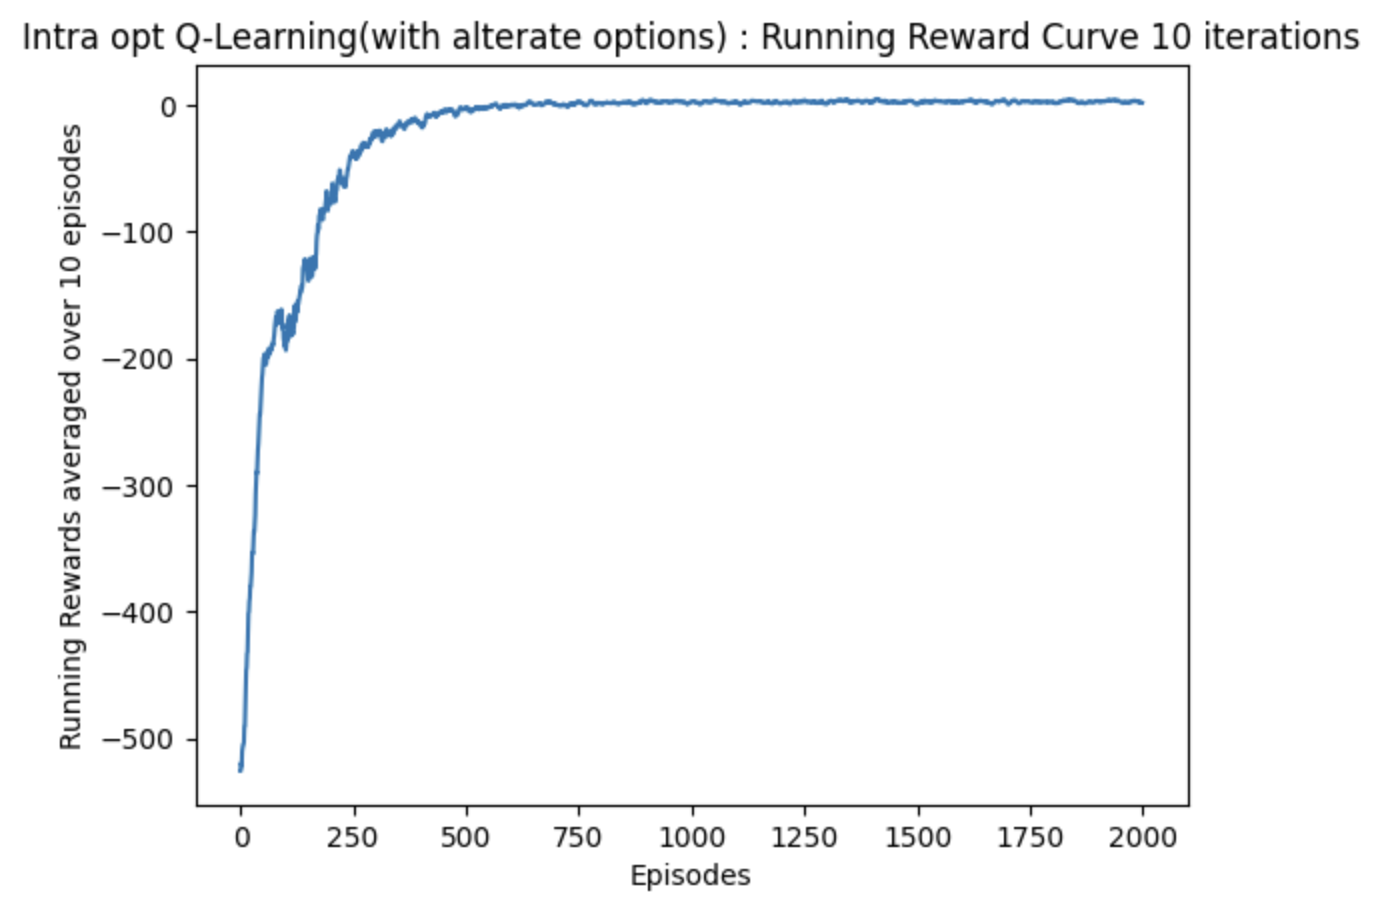 Intra opt Q-Learning(with alterate options) : Running Reward Curve 10 iterations
Running Rewards averaged over 10 episodes
0
−100
−200
−300
−400
−500
0 250 500 750 1000 1250 1500 1750 2000
Episodes